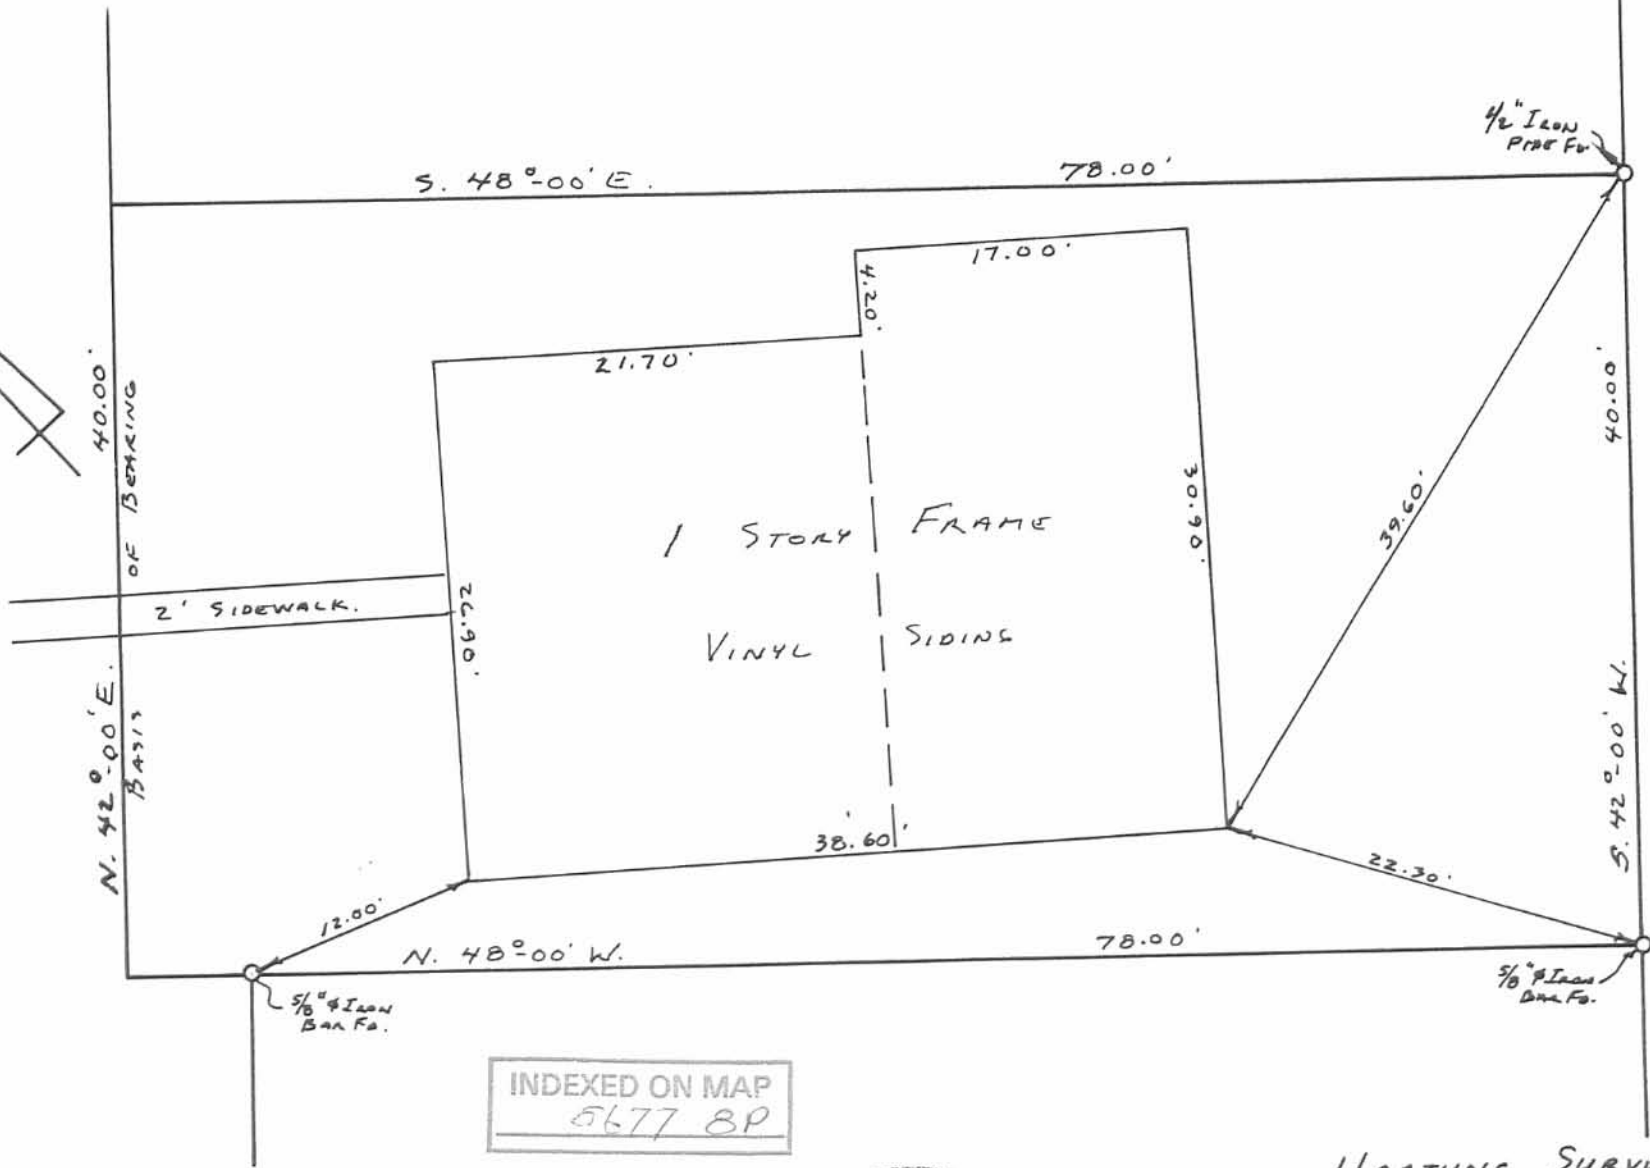 1/2" IRON
PIPE FD.
S. 48°-00' E.
78.00'
17.00'
4.20'
21.70'
40.00'
OF BEARING
BASIS
N. 42°-00' E.
2' SIDEWALK.
26.90'
1 STORY FRAME
VINYL SIDING
30.90'
39.60'
40.00'
S. 42°-00' W.
38.60'
22.30'
12.00'
N. 48°-00' W.
78.00'
5/8"φ IRON
BAR FD.
5/8"φ IRON
BAR FD.
INDEXED ON MAP
5677 8P